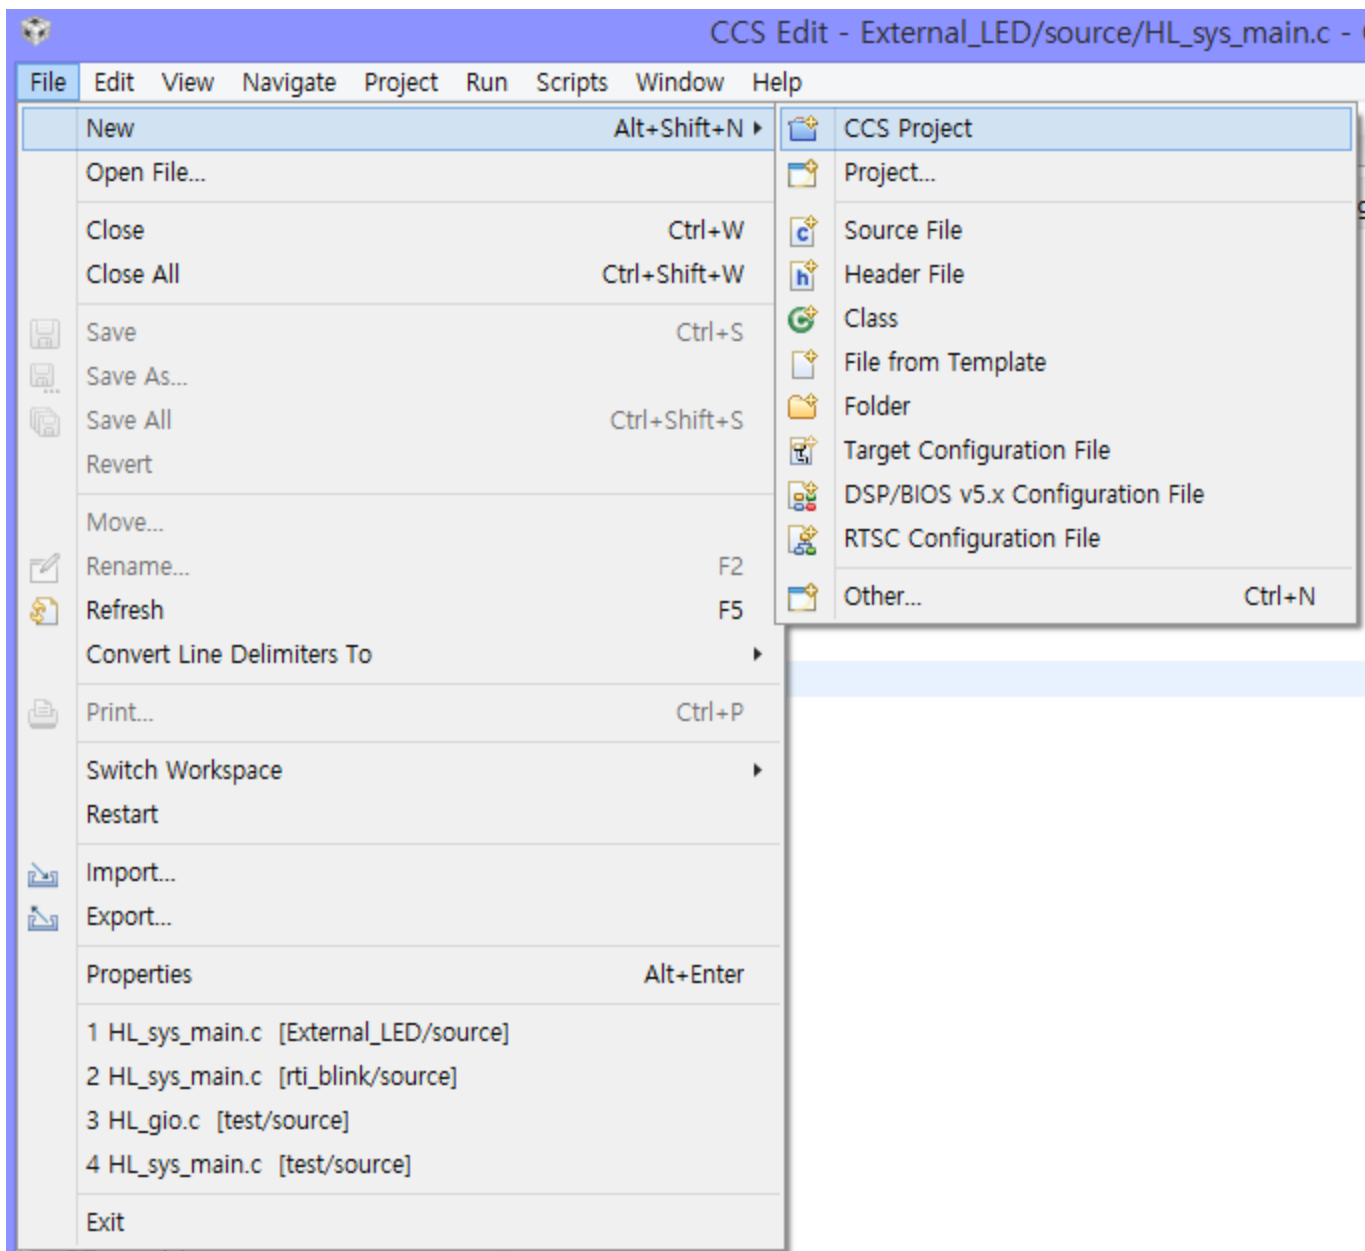 CCS Edit - External_LED/source/HL_sys_main.c -
File Edit View Navigate Project Run Scripts Window Help
New Alt+Shift+N
Open File...
Close Ctrl+W
Close All Ctrl+Shift+W
Save Ctrl+S
Save As...
Save All Ctrl+Shift+S
Revert
Move...
Rename... F2
Refresh F5
Convert Line Delimiters To
Print... Ctrl+P
Switch Workspace
Restart
Import...
Export...
Properties Alt+Enter
1 HL_sys_main.c [External_LED/source]
2 HL_sys_main.c [rti_blink/source]
3 HL_gio.c [test/source]
4 HL_sys_main.c [test/source]
Exit
CCS Project
Project...
Source File
Header File
Class
File from Template
Folder
Target Configuration File
DSP/BIOS v5.x Configuration File
RTSC Configuration File
Other... Ctrl+N